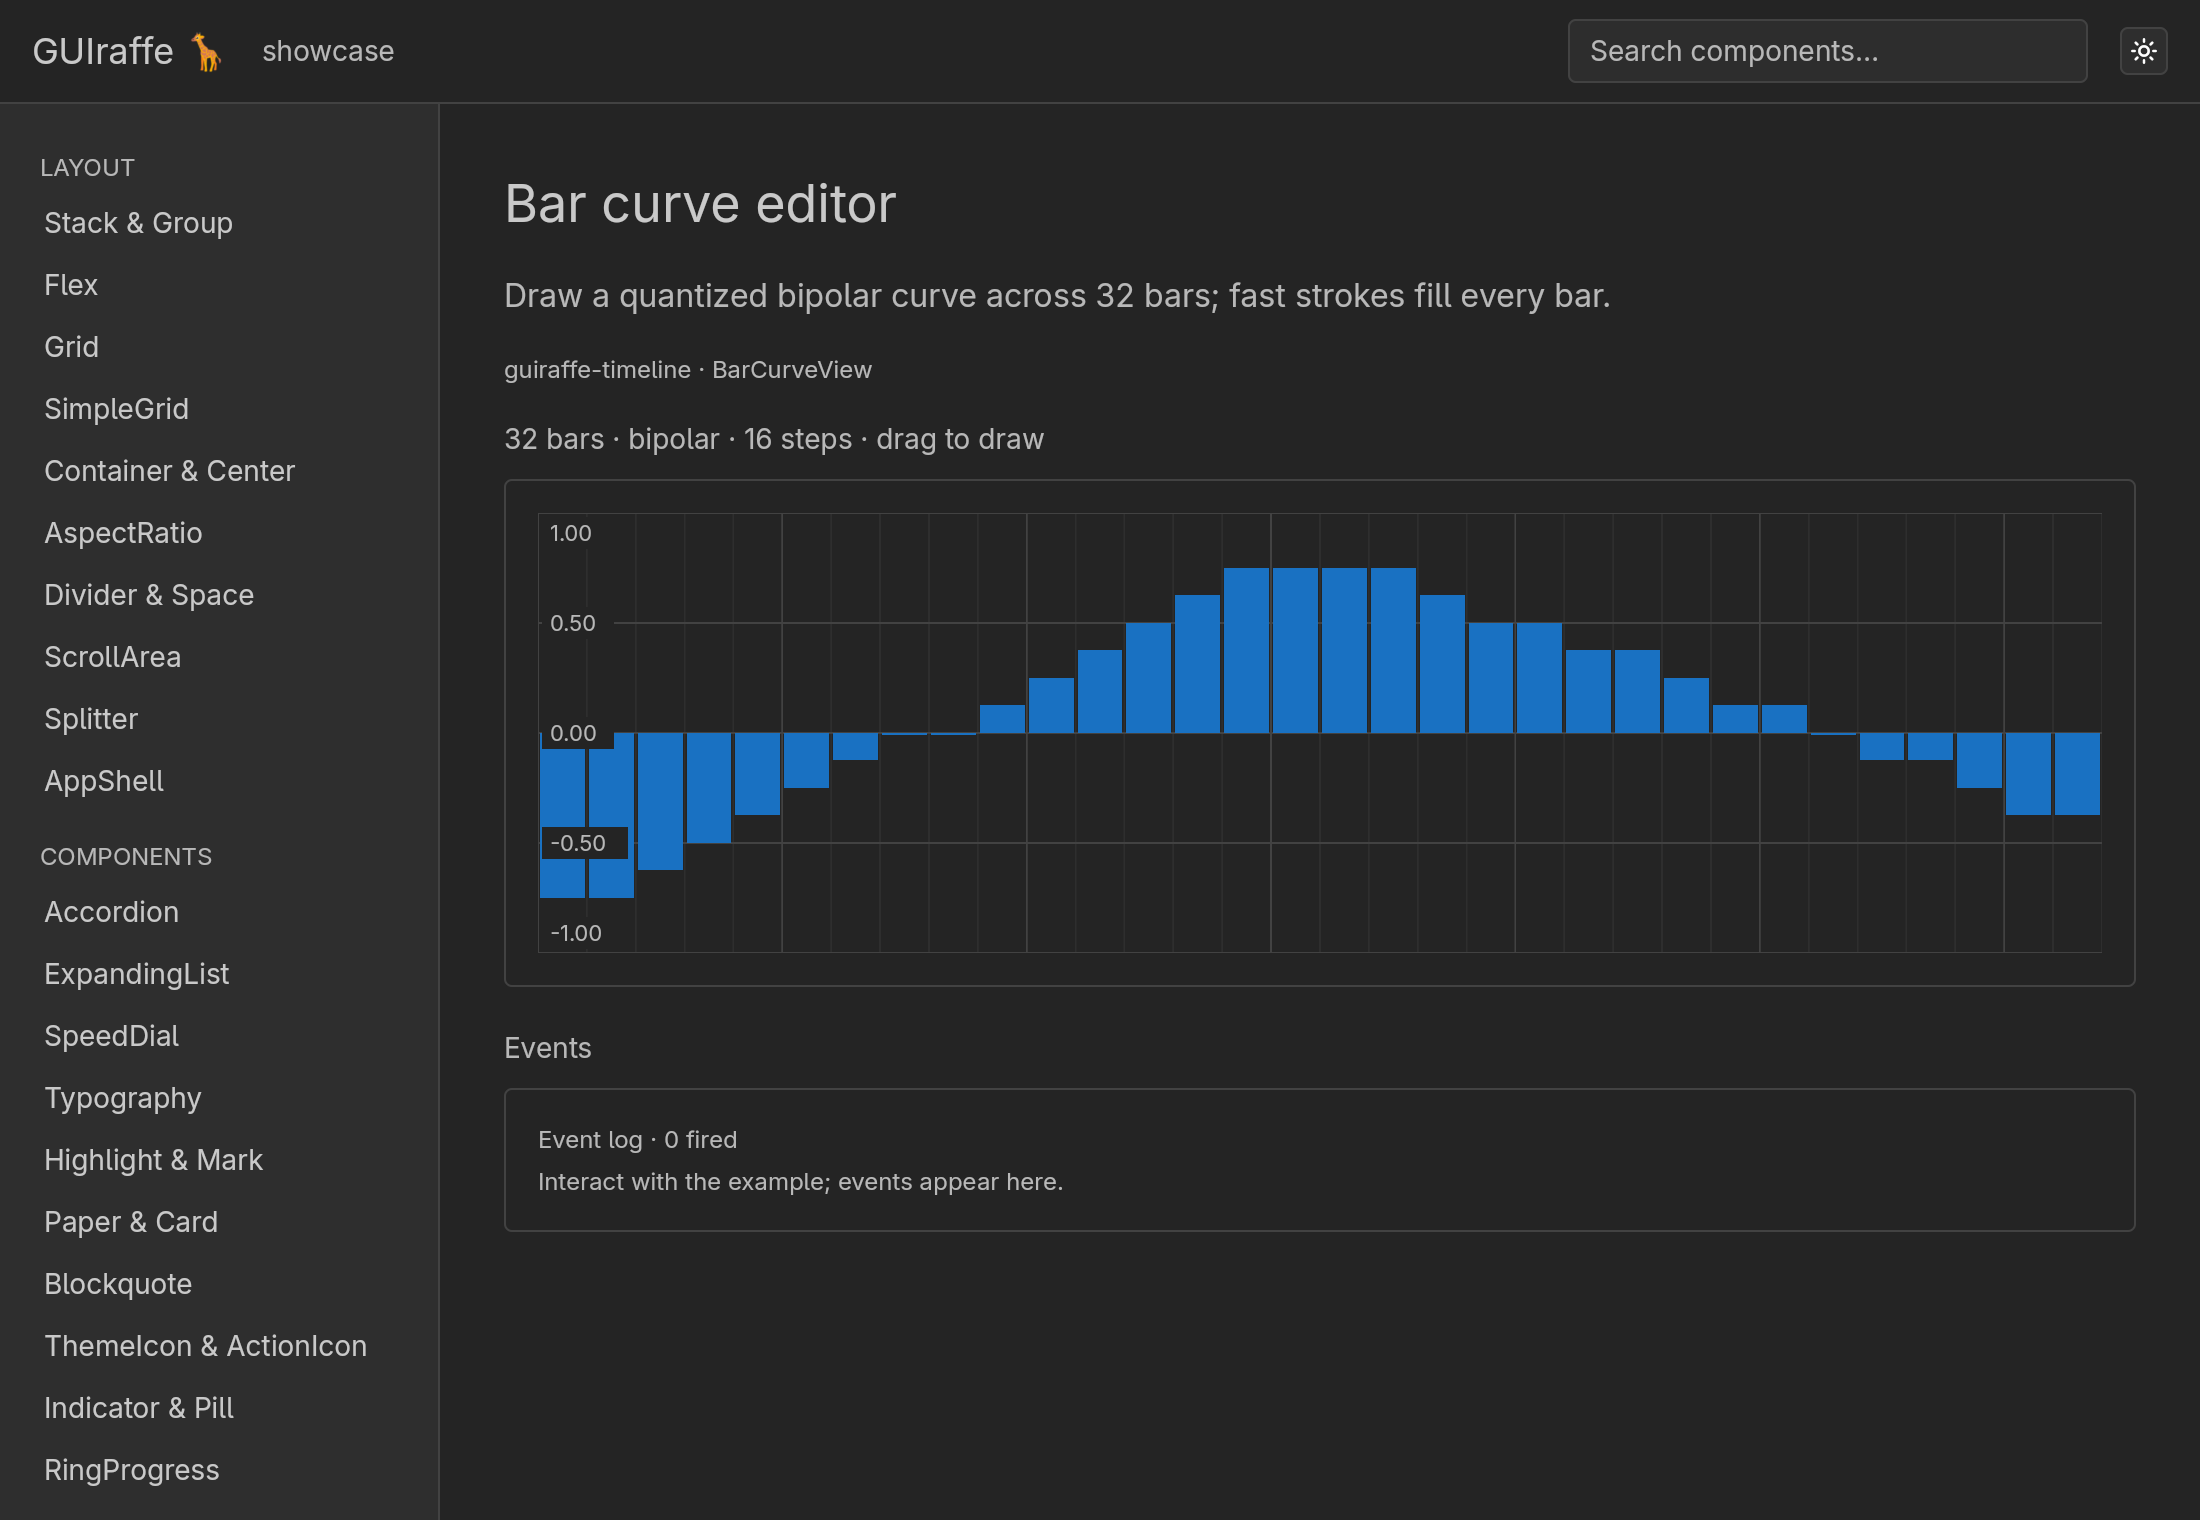 GUIraffe 🦒 showcase
Search components...
LAYOUT
Stack & Group
Flex
Grid
SimpleGrid
Container & Center
AspectRatio
Divider & Space
ScrollArea
Splitter
AppShell
COMPONENTS
Accordion
ExpandingList
SpeedDial
Typography
Highlight & Mark
Paper & Card
Blockquote
ThemeIcon & ActionIcon
Indicator & Pill
RingProgress
Bar curve editor
Draw a quantized bipolar curve across 32 bars; fast strokes fill every bar.
guiraffe-timeline · BarCurveView
32 bars · bipolar · 16 steps · drag to draw
1.00
0.50
0.00
-0.50
-1.00
Events
Event log · 0 fired
Interact with the example; events appear here.